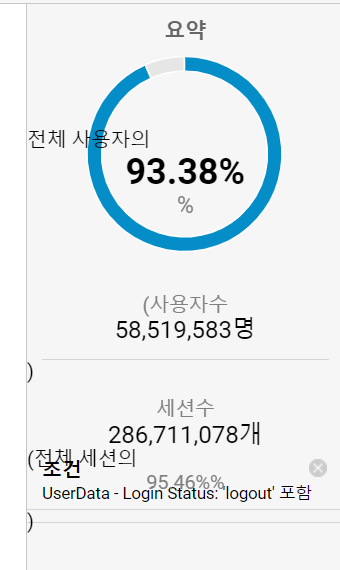 요약
전체 사용자의
93.38%
%
(사용자수
58,519,583명
)
세션수
286,711,078개
(전체 세션의
조건
95.46%%
UserData - Login Status: 'logout' 포함
)